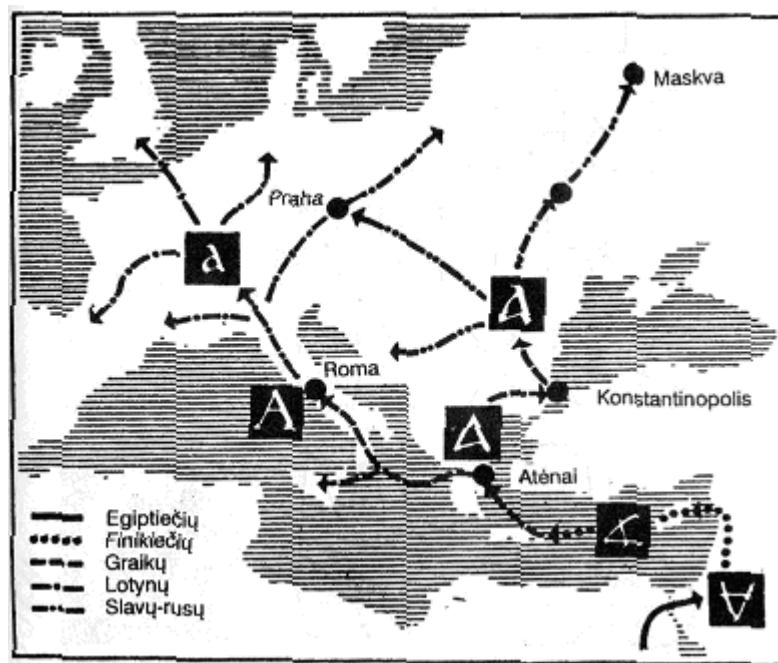 Maskva
Praha
a
A
Roma
A
Konstantinopolis
A
Atėnai
Egiptiečių
Finikiečių
Graikų
Lotynų
Slavų-rusų
∀